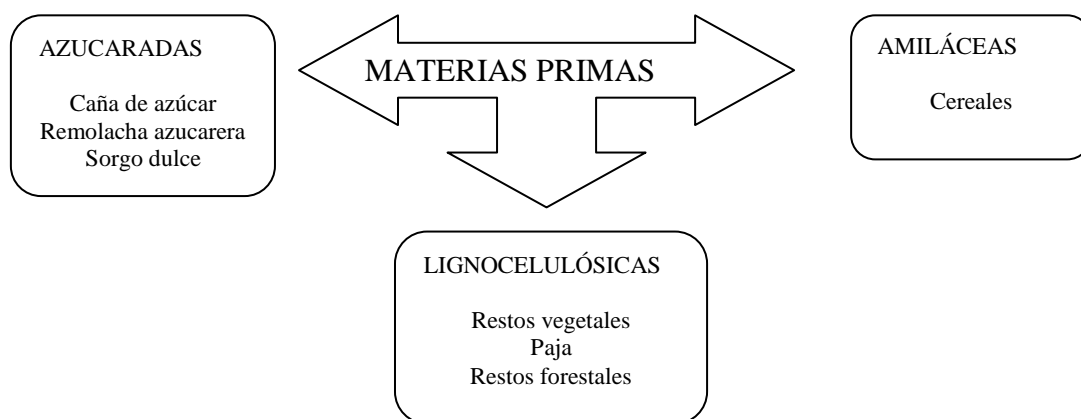 AZUCARADAS
Caña de azúcar
Remolacha azucarera
Sorgo dulce
MATERIAS PRIMAS
AMILÁCEAS
Cereales
LIGNOCELULÓSICAS
Restos vegetales
Paja
Restos forestales